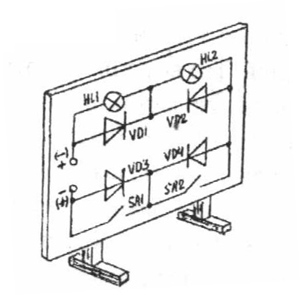 HL2
HL1
VD1
VD2
+(-)
VD3
VD4
-(+)
SA1
SA2